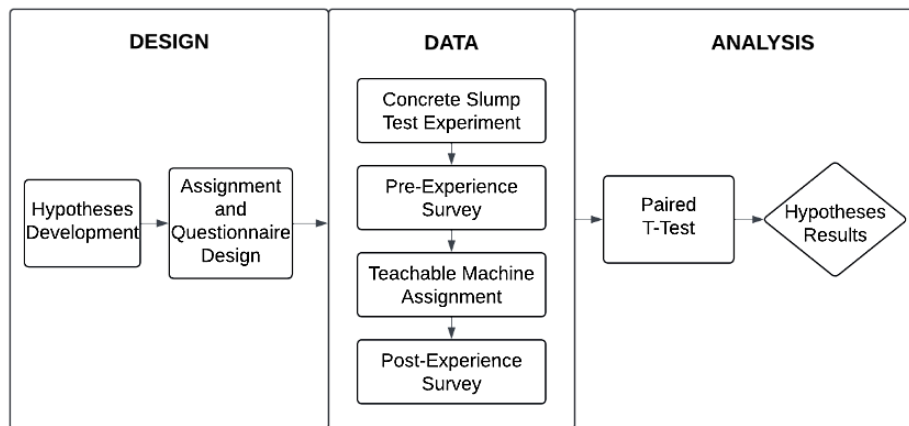 DESIGN
Hypotheses
Development
Assignment
and
Questionnaire
Design
DATA
Concrete Slump
Test Experiment
Pre-Experience
Survey
Teachable Machine
Assignment
Post-Experience
Survey
ANALYSIS
Paired
T-Test
Hypotheses
Results